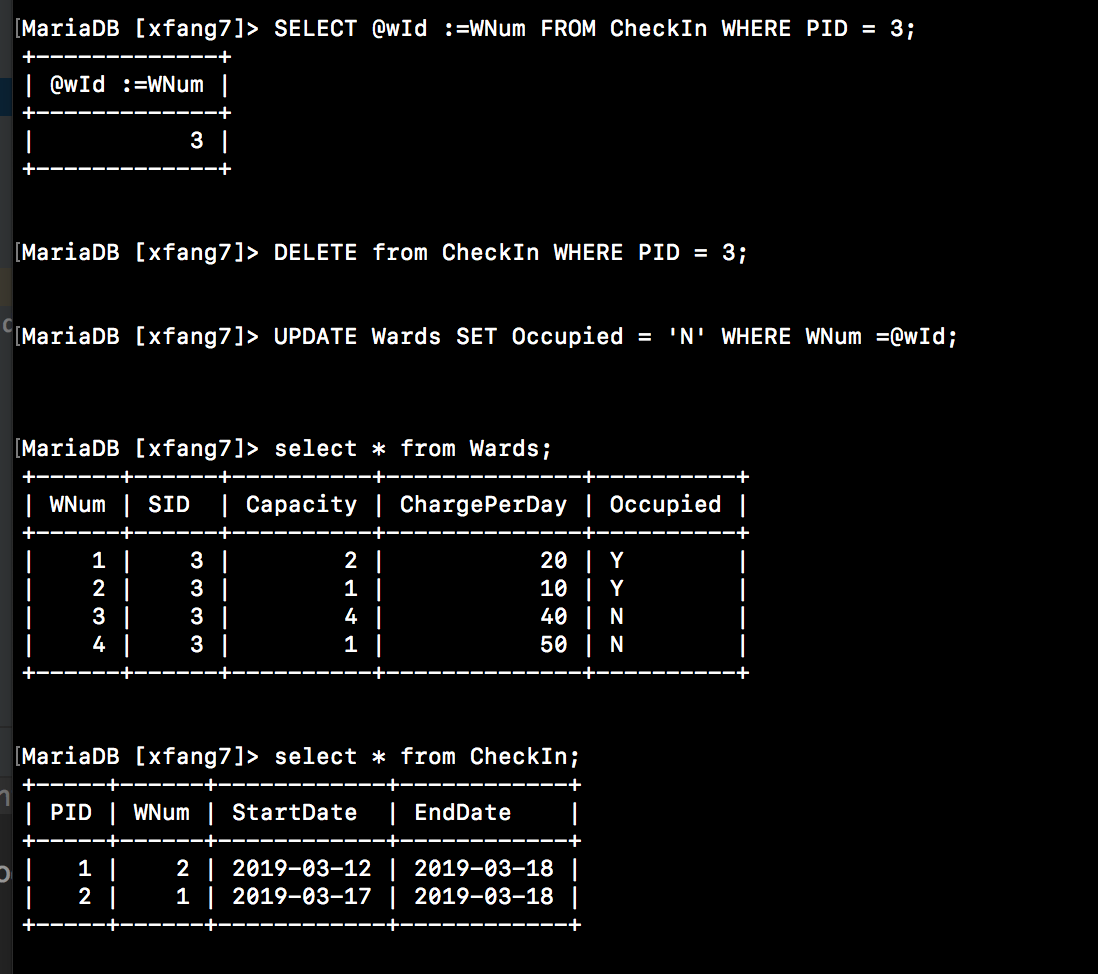 [MariaDB [xfang7]> SELECT @wId :=WNum FROM CheckIn WHERE PID = 3;
+-------------+
| @wId :=WNum |
+-------------+
|           3 |
+-------------+
[MariaDB [xfang7]> DELETE from CheckIn WHERE PID = 3;
[MariaDB [xfang7]> UPDATE Wards SET Occupied = 'N' WHERE WNum =@wId;
[MariaDB [xfang7]> select * from Wards;
+------+------+----------+--------------+----------+
| WNum | SID  | Capacity | ChargePerDay | Occupied |
+------+------+----------+--------------+----------+
|    1 |    3 |        2 |           20 | Y        |
|    2 |    3 |        1 |           10 | Y        |
|    3 |    3 |        4 |           40 | N        |
|    4 |    3 |        1 |           50 | N        |
+------+------+----------+--------------+----------+
[MariaDB [xfang7]> select * from CheckIn;
+-----+------+------------+------------+
| PID | WNum | StartDate  | EndDate    |
+-----+------+------------+------------+
|   1 |    2 | 2019-03-12 | 2019-03-18 |
|   2 |    1 | 2019-03-17 | 2019-03-18 |
+-----+------+------------+------------+